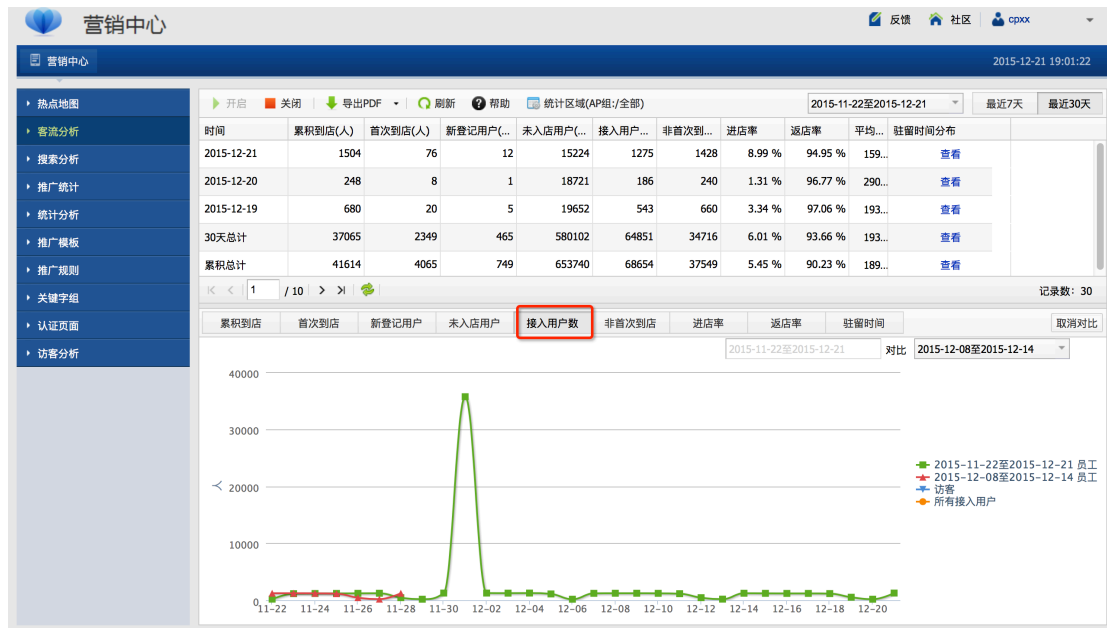 营销中心 反馈 社区 cpxx
营销中心 2015-12-21 19:01:22
热点地图
客流分析
搜索分析
推广统计
统计分析
推广模板
推广规则
关键字组
认证页面
访客分析
开启 关闭 导出PDF 刷新 帮助 统计区域(AP组:/全部) 2015-11-22至2015-12-21 最近7天 最近30天
时间 累积到店(人) 首次到店(人) 新登记用户(... 未入店用户(... 接入用户... 非首次到... 进店率 返店率 平均... 驻留时间分布
2015-12-21 1504 76 12 15224 1275 1428 8.99 % 94.95 % 159... 查看
2015-12-20 248 8 1 18721 186 240 1.31 % 96.77 % 290... 查看
2015-12-19 680 20 5 19652 543 660 3.34 % 97.06 % 193... 查看
30天总计 37065 2349 465 580102 64851 34716 6.01 % 93.66 % 193... 查看
累积总计 41614 4065 749 653740 68654 37549 5.45 % 90.23 % 189... 查看
1 / 10 记录数: 30
累积到店 首次到店 新登记用户 未入店用户 接入用户数 非首次到店 进店率 返店率 驻留时间 取消对比
2015-11-22至2015-12-21 对比 2015-12-08至2015-12-14
40000
30000
20000
10000
0
人
11-22 11-24 11-26 11-28 11-30 12-02 12-04 12-06 12-08 12-10 12-12 12-14 12-16 12-18 12-20
2015-11-22至2015-12-21 员工
2015-12-08至2015-12-14 员工
访客
所有接入用户